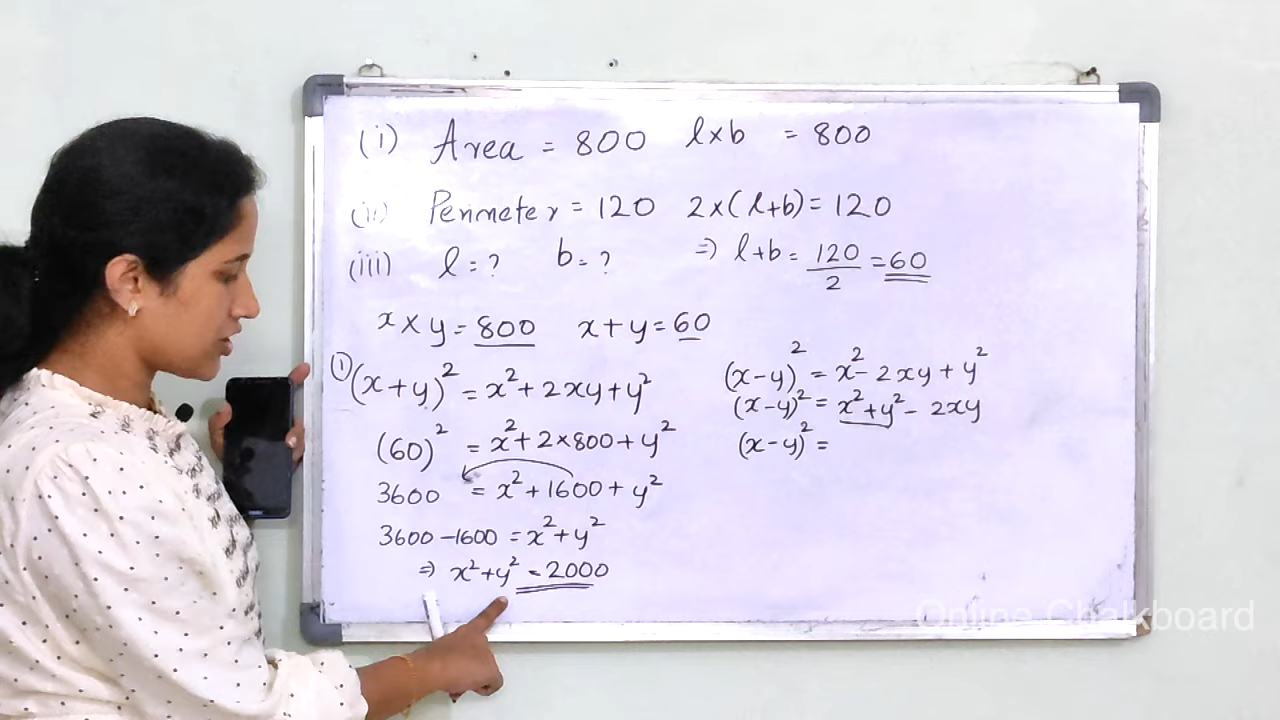 (i) Area = 800 l×b = 800
(ii) Perimeter = 120 2×(l+b) = 120
(iii) l = ? b = ? ⇒ l+b = 120/2 = 60
x × y = 800 x + y = 60
① (x+y)² = x² + 2xy + y²
(60)² = x² + 2×800 + y²
3600 = x² + 1600 + y²
3600 − 1600 = x² + y²
⇒ x² + y² = 2000
(x−y)² = x² − 2xy + y²
(x−y)² = x² + y² − 2xy
(x−y)² =
Online Chalkboard